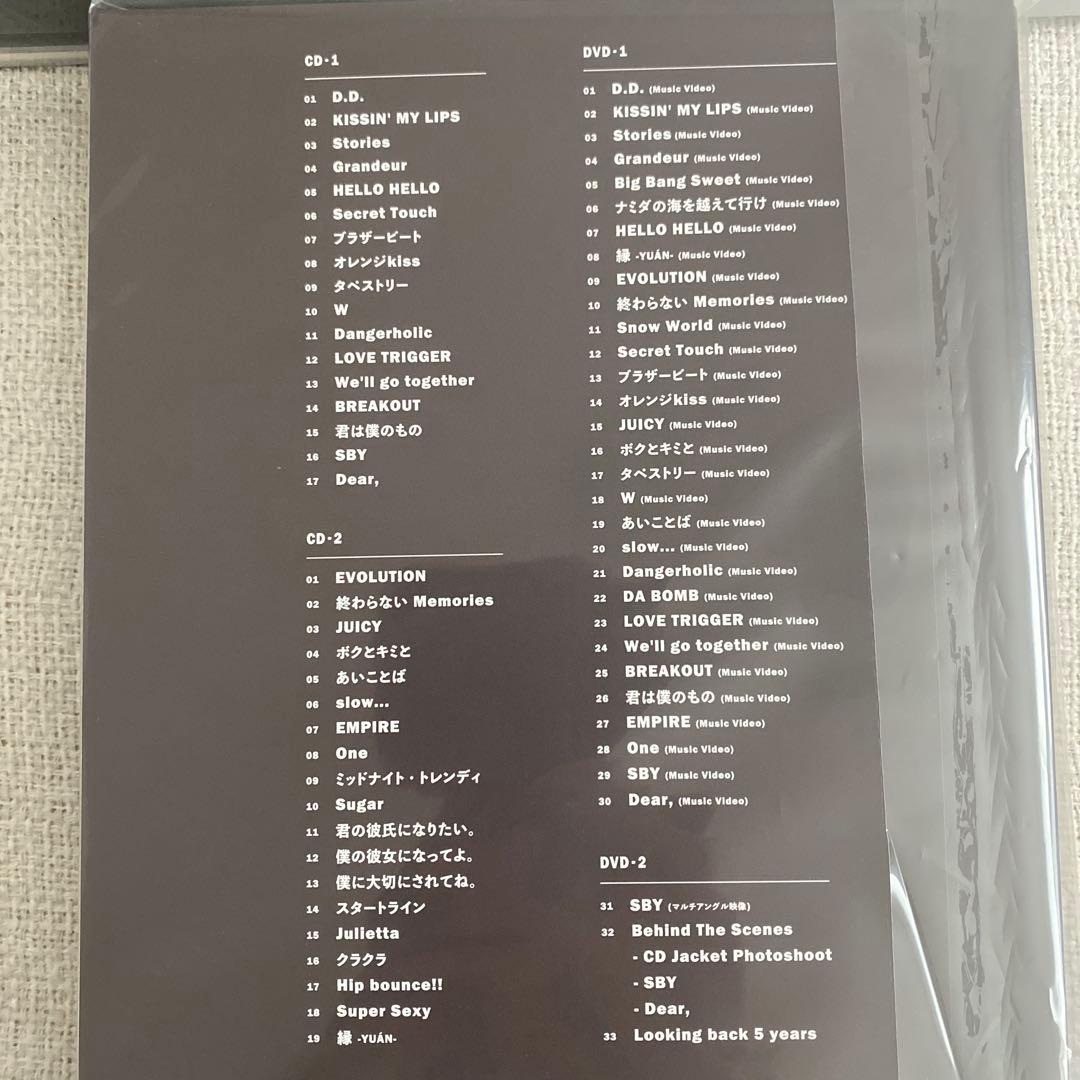 CD-1
01 D.D.
02 KISSIN' MY LIPS
03 Stories
04 Grandeur
05 HELLO HELLO
06 Secret Touch
07 ブラザービート
08 オレンジkiss
09 タペストリー
10 W
11 Dangerholic
12 LOVE TRIGGER
13 We'll go together
14 BREAKOUT
15 君は僕のもの
16 SBY
17 Dear,
CD-2
01 EVOLUTION
02 終わらない Memories
03 JUICY
04 ボクとキミと
05 あいことば
06 slow...
07 EMPIRE
08 One
09 ミッドナイト・トレンディ
10 Sugar
11 君の彼氏になりたい。
12 僕の彼女になってよ。
13 僕に大切にされてね。
14 スタートライン
15 Julietta
16 クラクラ
17 Hip bounce!!
18 Super Sexy
19 縁 -YUÁN-
DVD-1
01 D.D. (Music Video)
02 KISSIN' MY LIPS (Music Video)
03 Stories (Music Video)
04 Grandeur (Music Video)
05 Big Bang Sweet (Music Video)
06 ナミダの海を越えて行け (Music Video)
07 HELLO HELLO (Music Video)
08 縁 -YUÁN- (Music Video)
09 EVOLUTION (Music Video)
10 終わらない Memories (Music Video)
11 Snow World (Music Video)
12 Secret Touch (Music Video)
13 ブラザービート (Music Video)
14 オレンジkiss (Music Video)
15 JUICY (Music Video)
16 ボクとキミと (Music Video)
17 タペストリー (Music Video)
18 W (Music Video)
19 あいことば (Music Video)
20 slow... (Music Video)
21 Dangerholic (Music Video)
22 DA BOMB (Music Video)
23 LOVE TRIGGER (Music Video)
24 We'll go together (Music Video)
25 BREAKOUT (Music Video)
26 君は僕のもの (Music Video)
27 EMPIRE (Music Video)
28 One (Music Video)
29 SBY (Music Video)
30 Dear, (Music Video)
DVD-2
31 SBY (マルチアングル映像)
32 Behind The Scenes
- CD Jacket Photoshoot
- SBY
- Dear,
33 Looking back 5 years